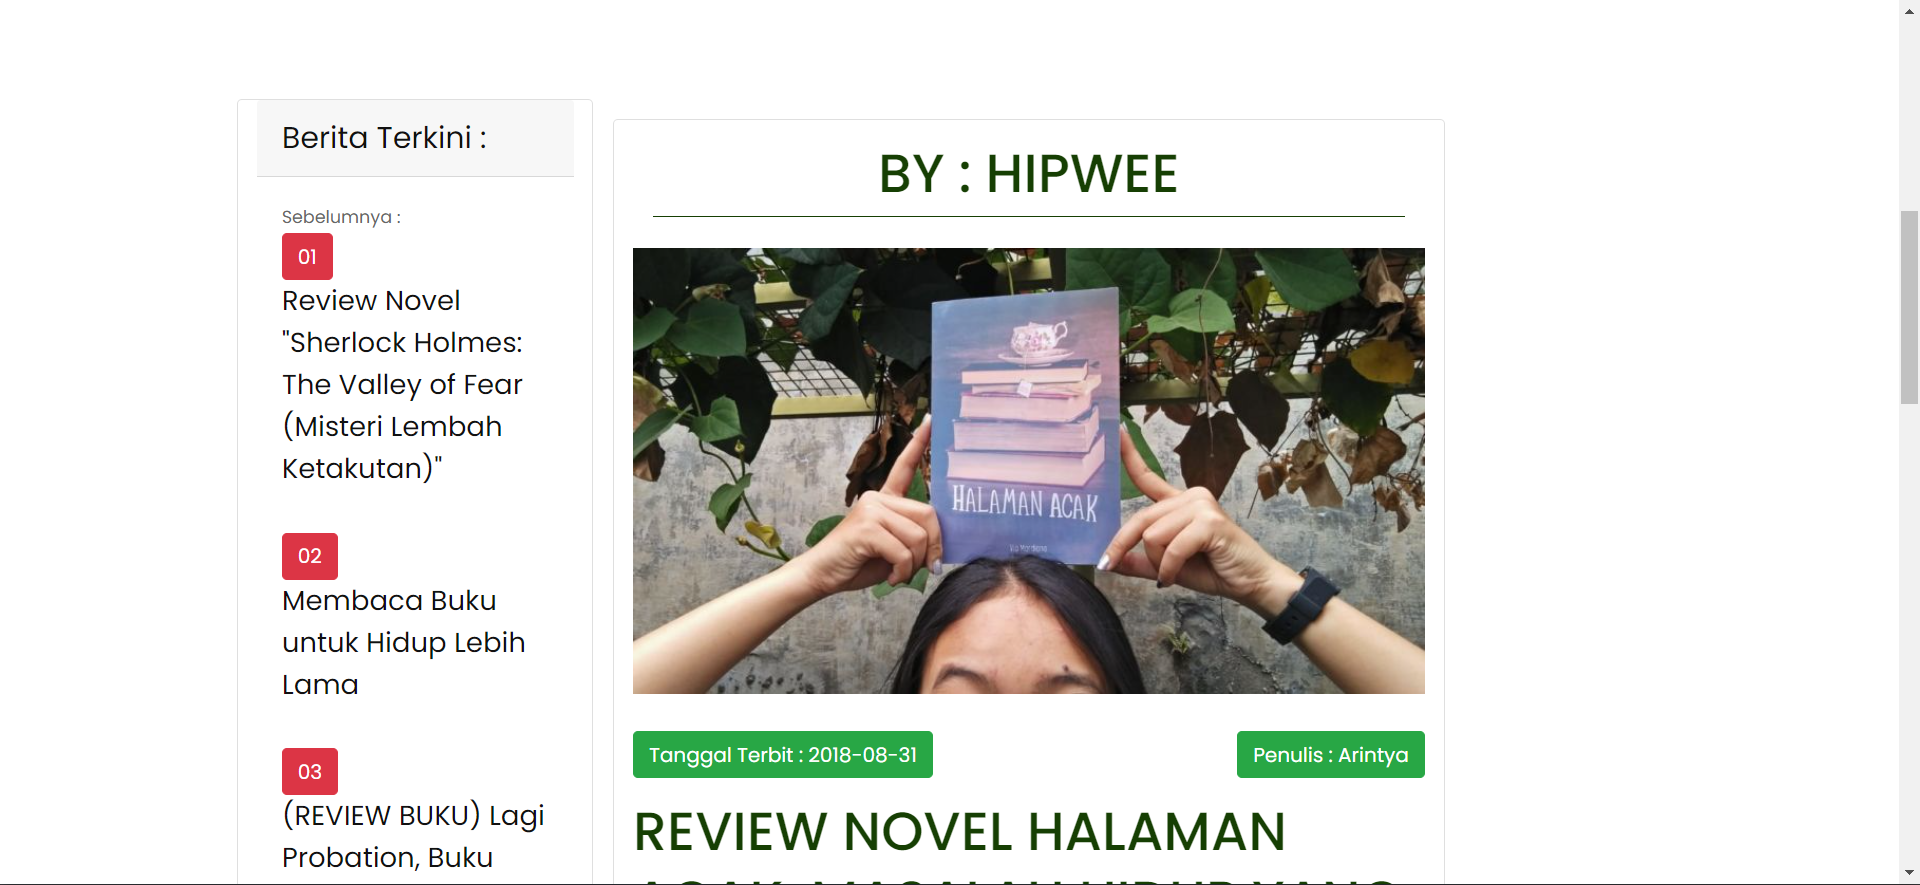 Berita Terkini :
Sebelumnya :
01
Review Novel
"Sherlock Holmes:
The Valley of Fear
(Misteri Lembah
Ketakutan)"
02
Membaca Buku
untuk Hidup Lebih
Lama
03
(REVIEW BUKU) Lagi
Probation, Buku
BY : HIPWEE
HALAMAN ACAK
Tanggal Terbit : 2018-08-31
Penulis : Arintya
REVIEW NOVEL HALAMAN